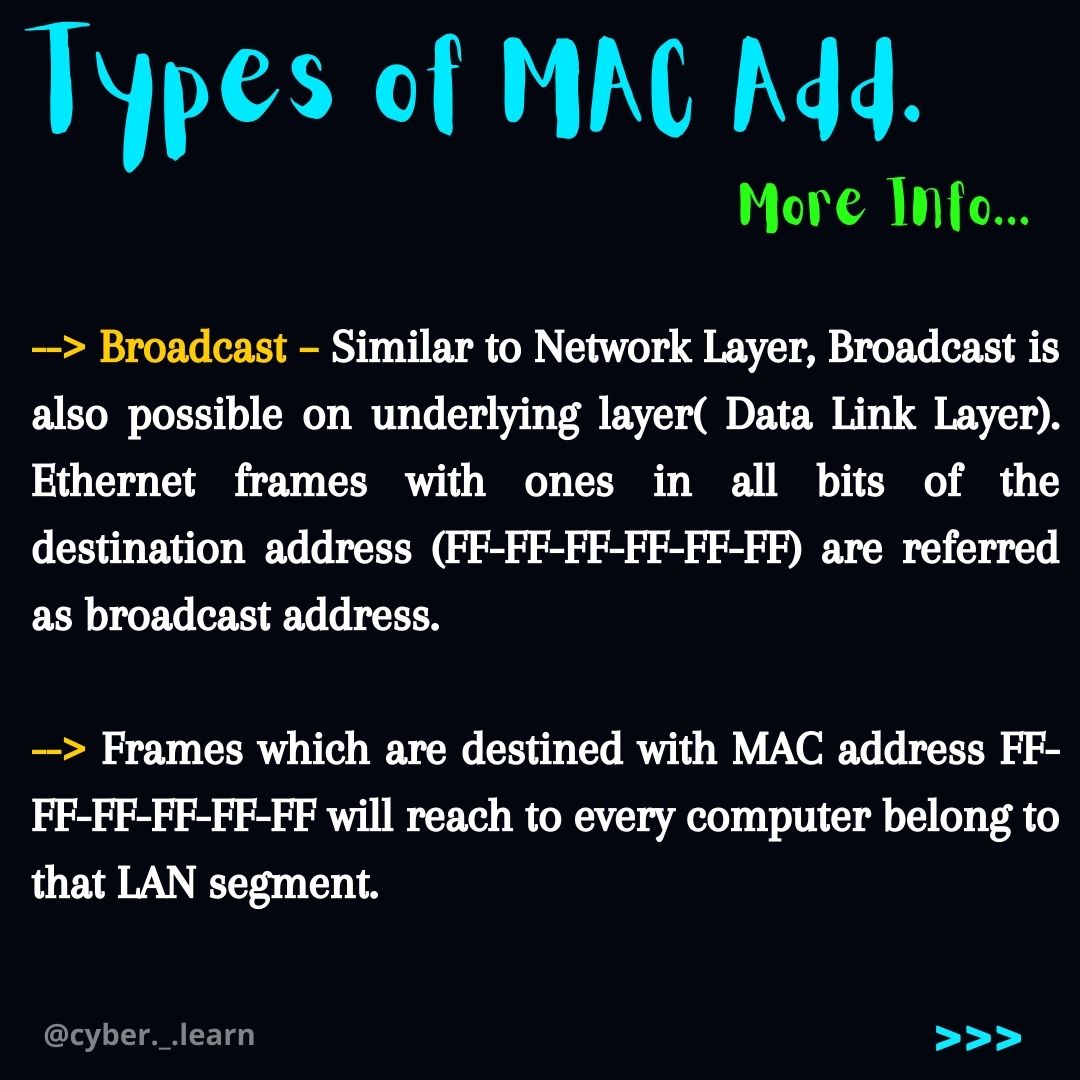 Types of MAC Add.
More Info...
--> Broadcast – Similar to Network Layer, Broadcast is
also possible on underlying layer( Data Link Layer).
Ethernet frames with ones in all bits of the
destination address (FF-FF-FF-FF-FF-FF) are referred
as broadcast address.
--> Frames which are destined with MAC address FF-
FF-FF-FF-FF-FF will reach to every computer belong to
that LAN segment.
@cyber._.learn
>>>